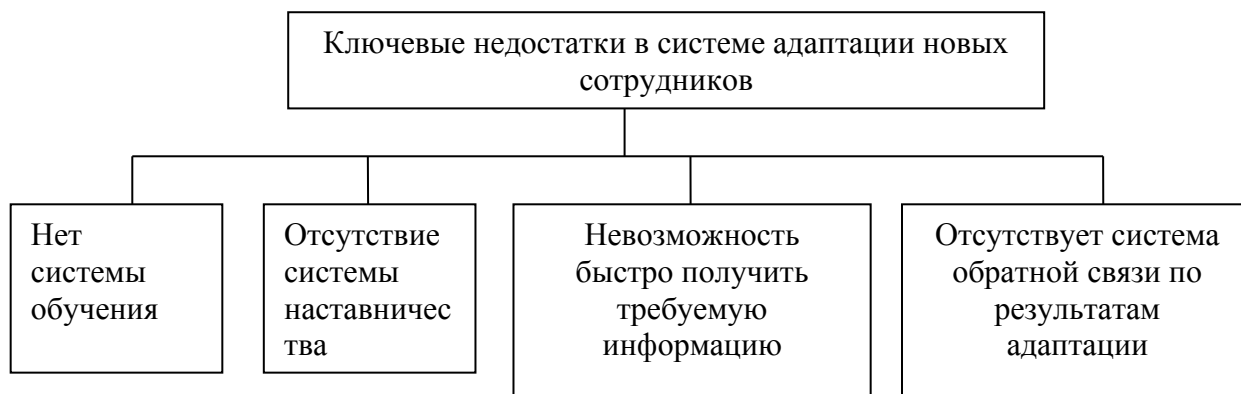 Ключевые недостатки в системе адаптации новых
сотрудников
Нет
системы
обучения
Отсутствие
системы
наставничес
тва
Невозможность
быстро получить
требуемую
информацию
Отсутствует система
обратной связи по
результатам
адаптации